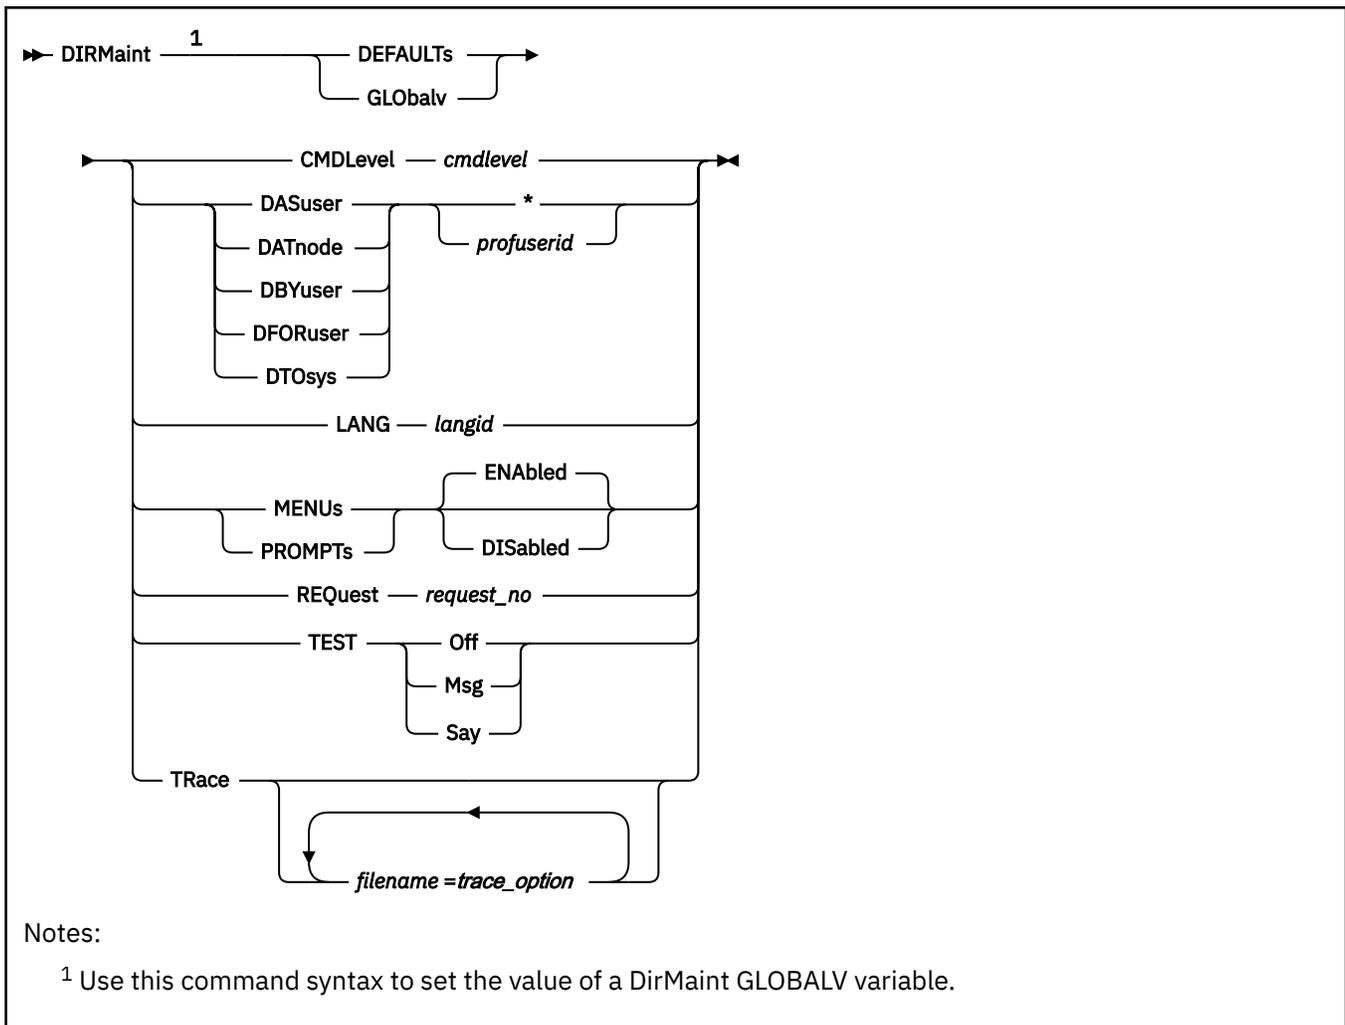 1
DIRMaint DEFAULTs
GLObalv
CMDLevel cmdlevel
DASuser *
DATnode profuserid
DBYuser
DFORuser
DTOsys
LANG langid
ENAbled
MENUs
PROMPTs DISabled
REQuest request_no
TEST Off
Msg
Say
TRace
filename =trace_option
Notes:
1 Use this command syntax to set the value of a DirMaint GLOBALV variable.